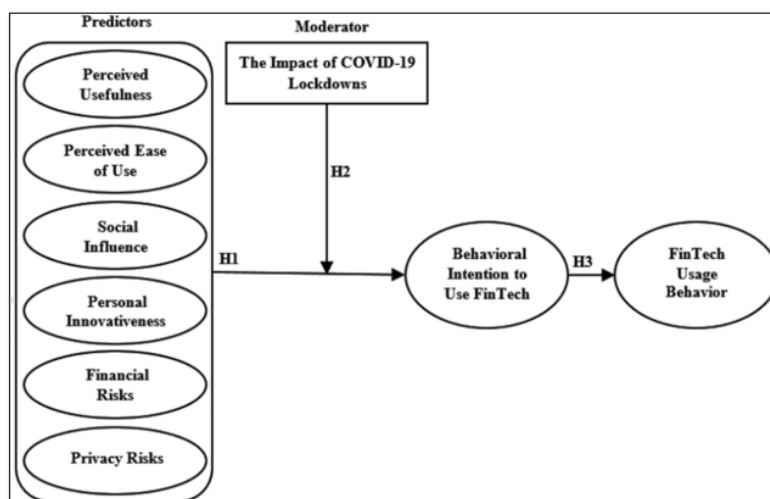 Predictors
Moderator
The Impact of COVID-19
Lockdowns
Perceived
Usefulness
Perceived Ease
of Use
Social
Influence
Personal
Innovativeness
Financial
Risks
Privacy Risks
H1
H2
Behavioral
Intention to
Use FinTech
H3
FinTech
Usage
Behavior